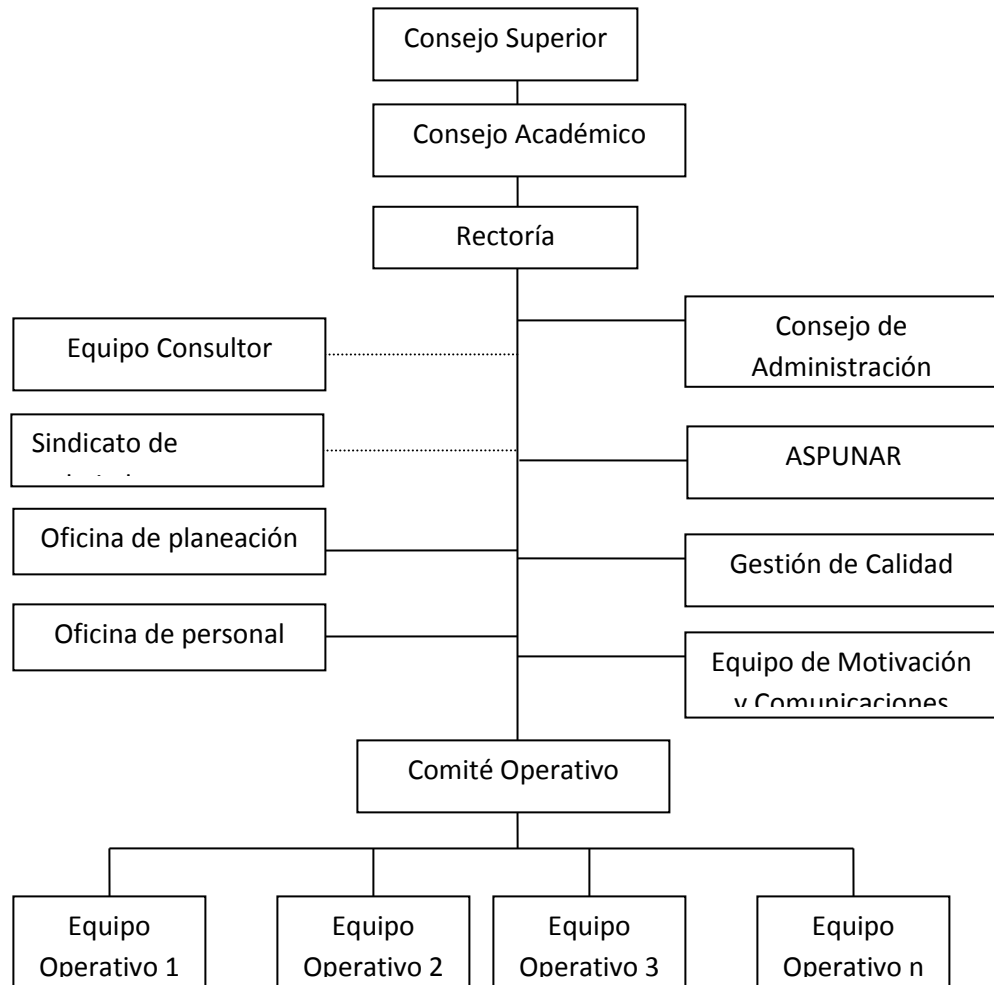 Consejo Superior
Consejo Académico
Rectoría
Consejo de
Administración
Equipo Consultor
Sindicato de
ASPUNAR
Oficina de planeación
Gestión de Calidad
Oficina de personal
Equipo de Motivación
y Comunicaciones
Comité Operativo
Equipo
Operativo 1
Equipo
Operativo 2
Equipo
Operativo 3
Equipo
Operativo n